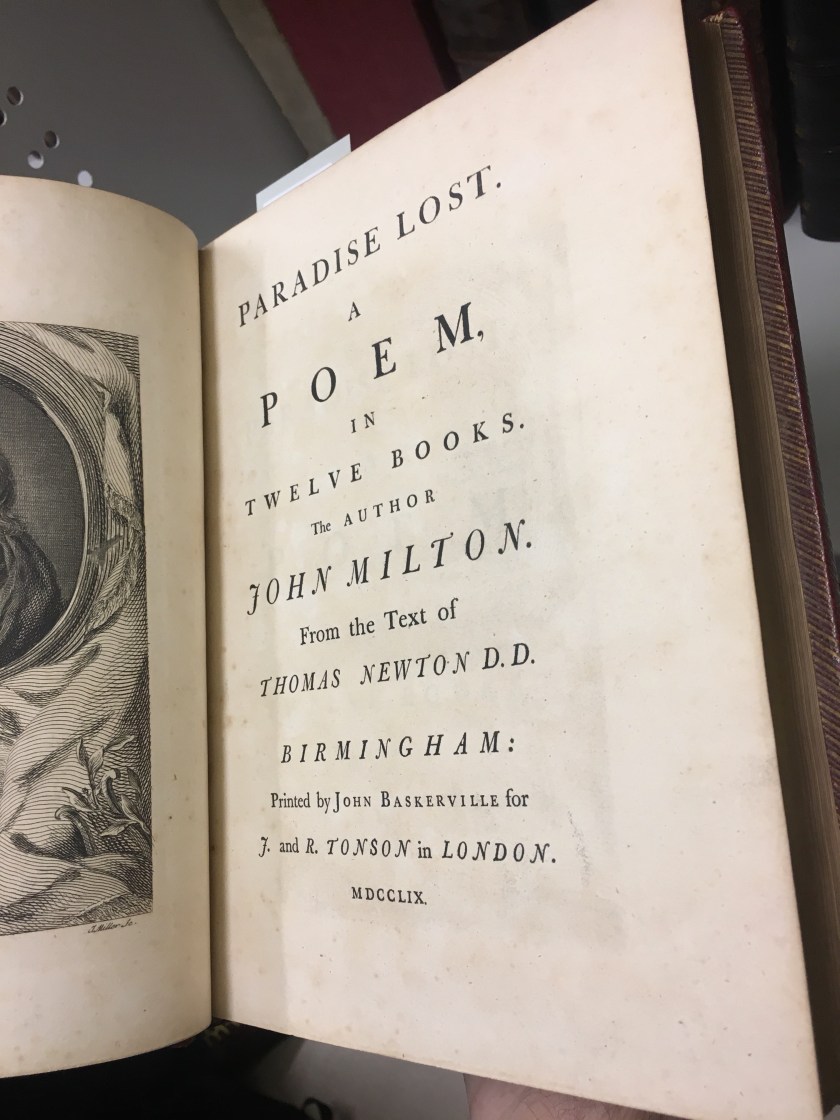 PARADISE LOST.
A
POEM,
IN
TWELVE BOOKS.
The AUTHOR
JOHN MILTON.
From the Text of
THOMAS NEWTON D.D.
BIRMINGHAM:
Printed by JOHN BASKERVILLE for
J. and R. TONSON in LONDON.
MDCCLIX.